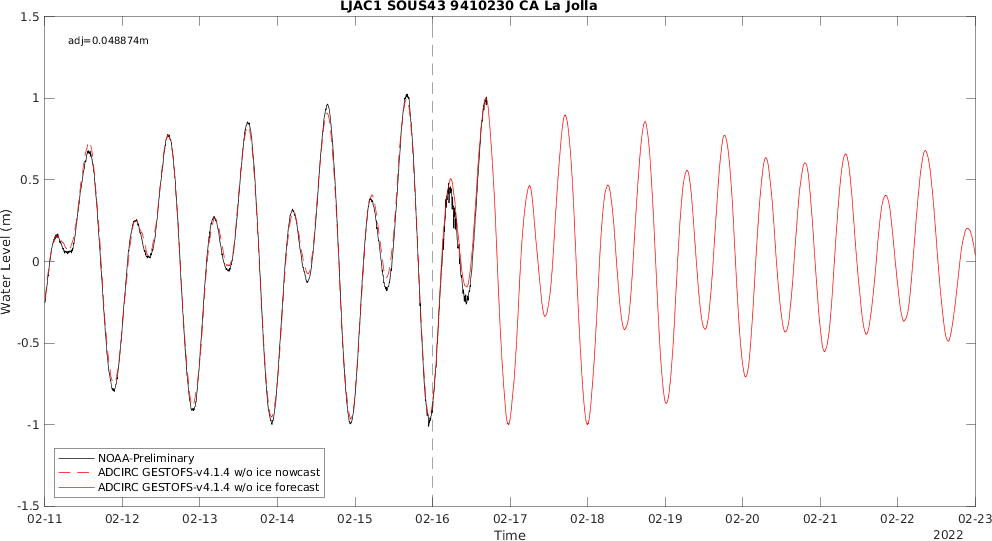 LJAC1 SOUS43 9410230 CA La Jolla
adj=0.048874m
1.5
1
0.5
0
-0.5
-1
-1.5
Water Level (m)
NOAA-Preliminary
ADCIRC GESTOFS-v4.1.4 w/o ice nowcast
ADCIRC GESTOFS-v4.1.4 w/o ice forecast
02-11 02-12 02-13 02-14 02-15 02-16 02-17 02-18 02-19 02-20 02-21 02-22 02-23
Time
2022